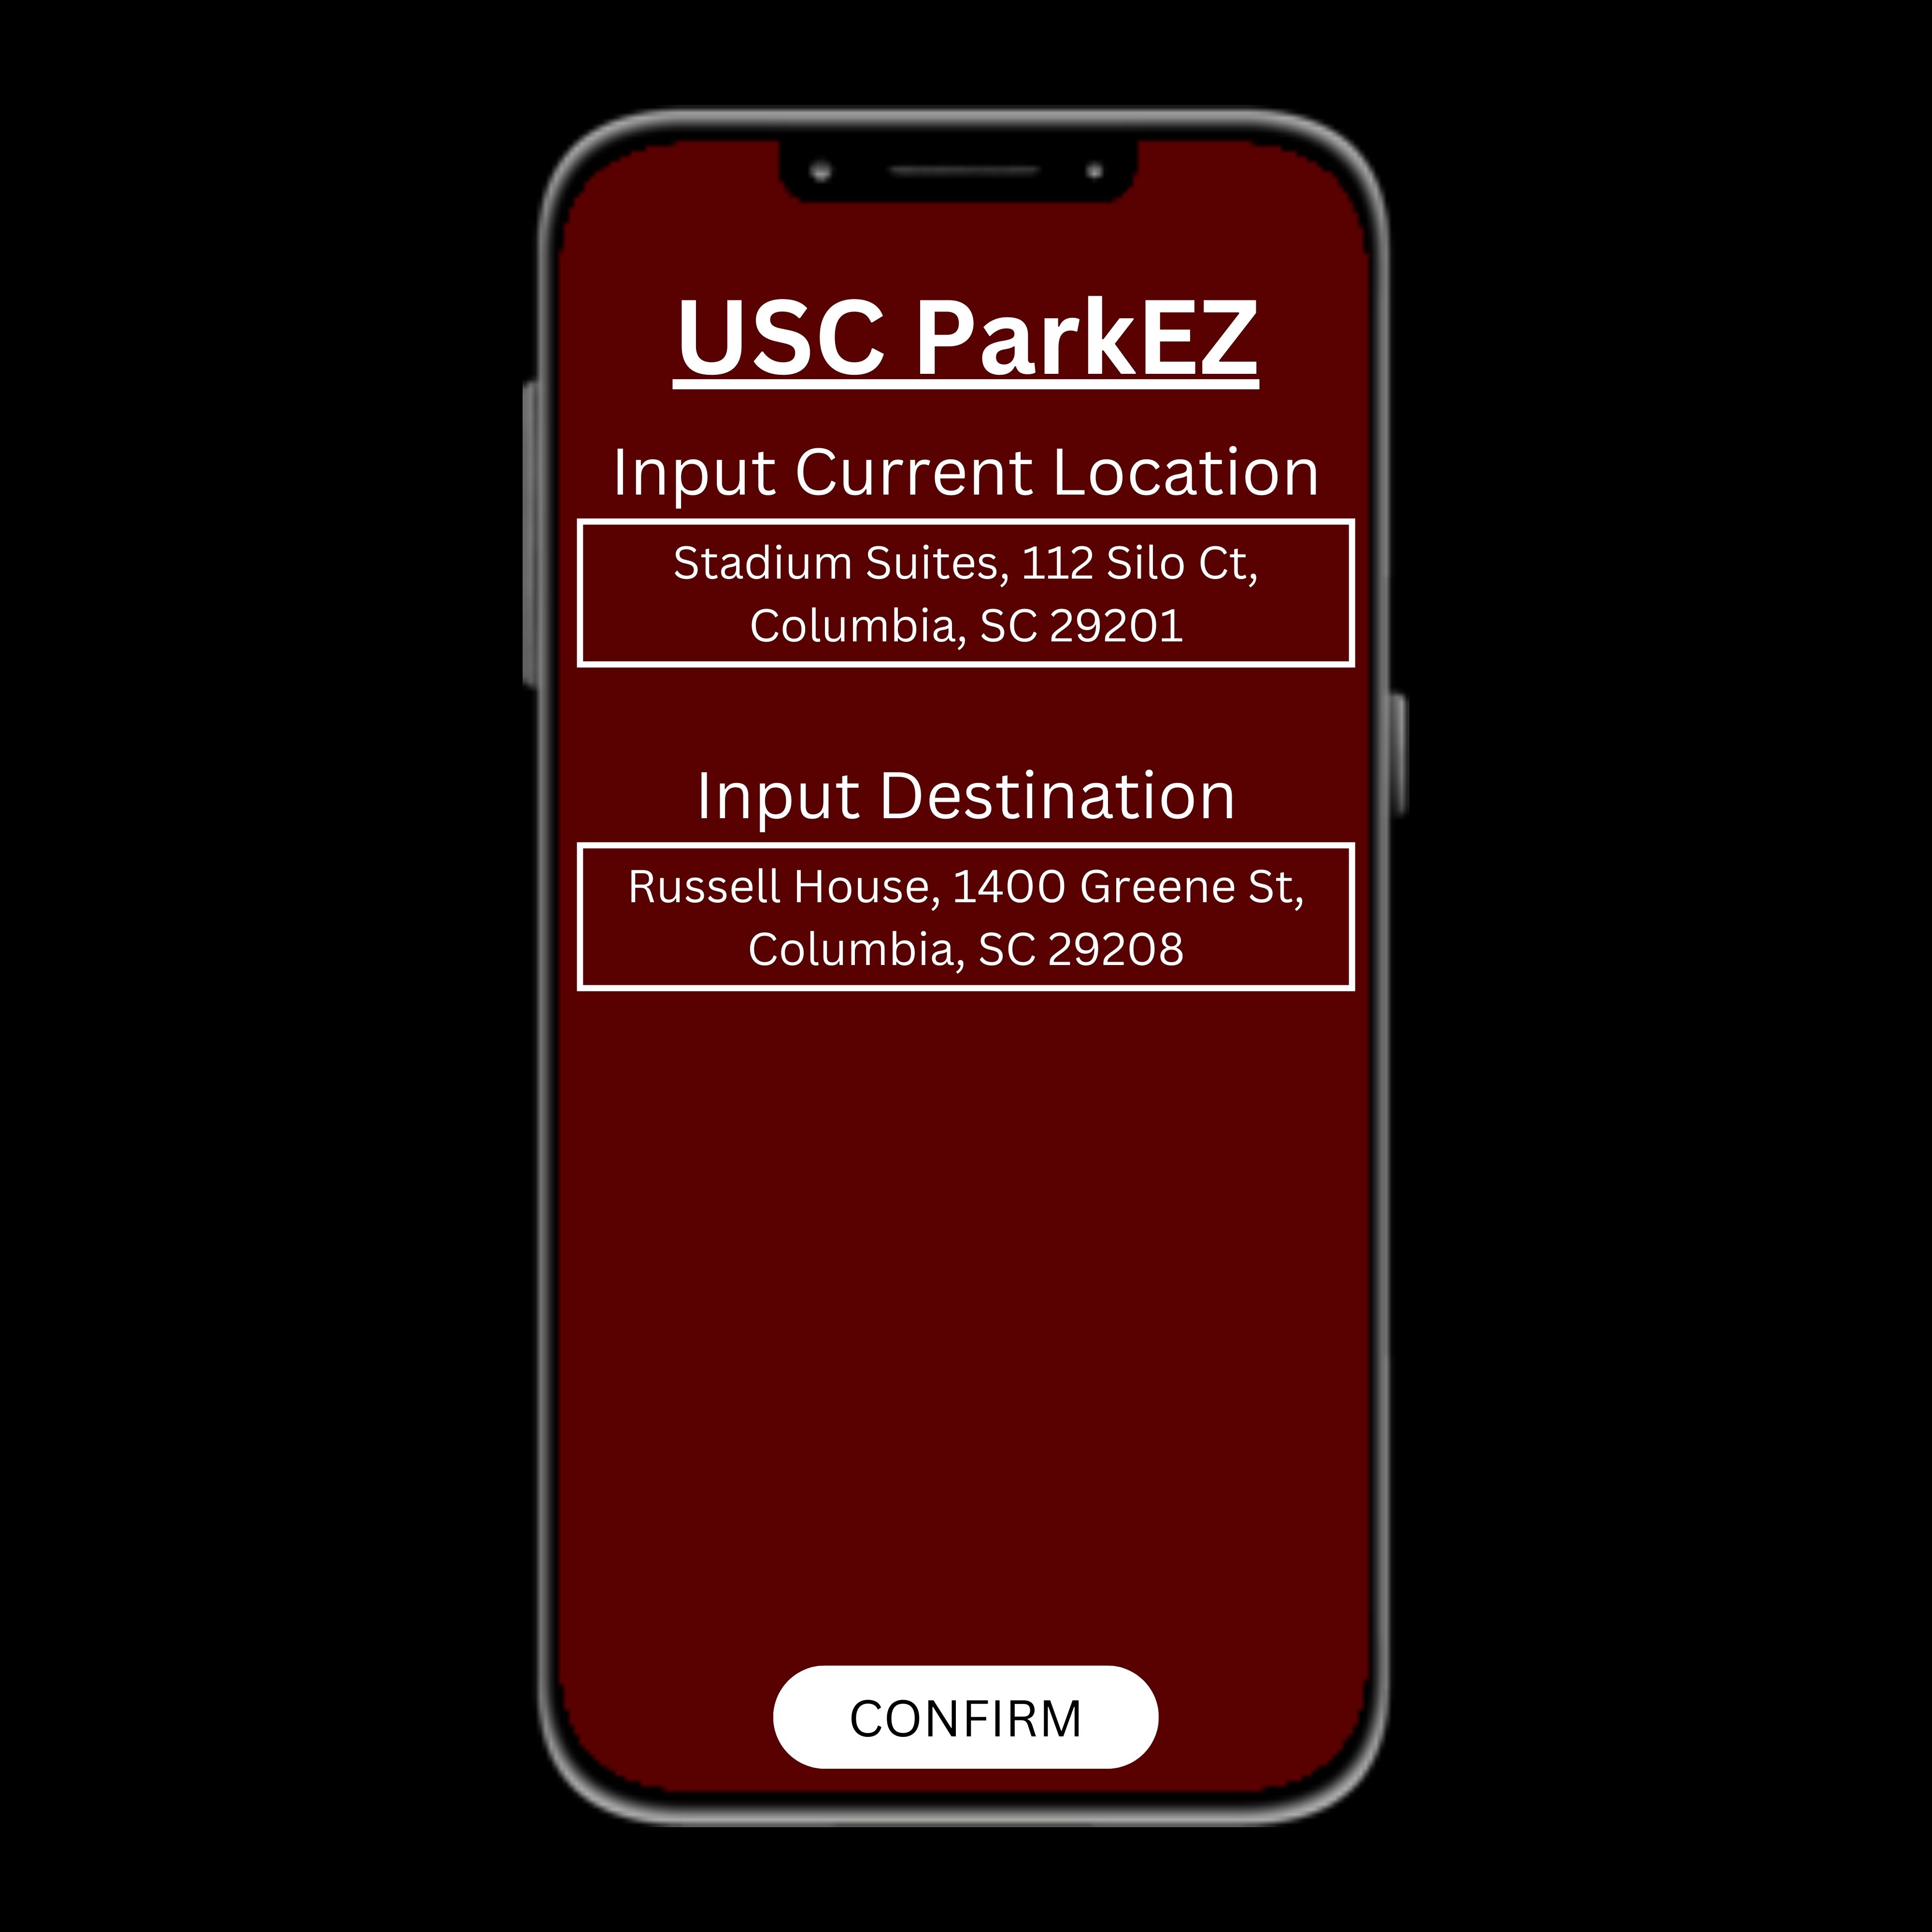 USC ParkEZ
Input Current Location
Stadium Suites, 112 Silo Ct,
Columbia, SC 29201
Input Destination
Russell House, 1400 Greene St,
Columbia, SC 29208
CONFIRM